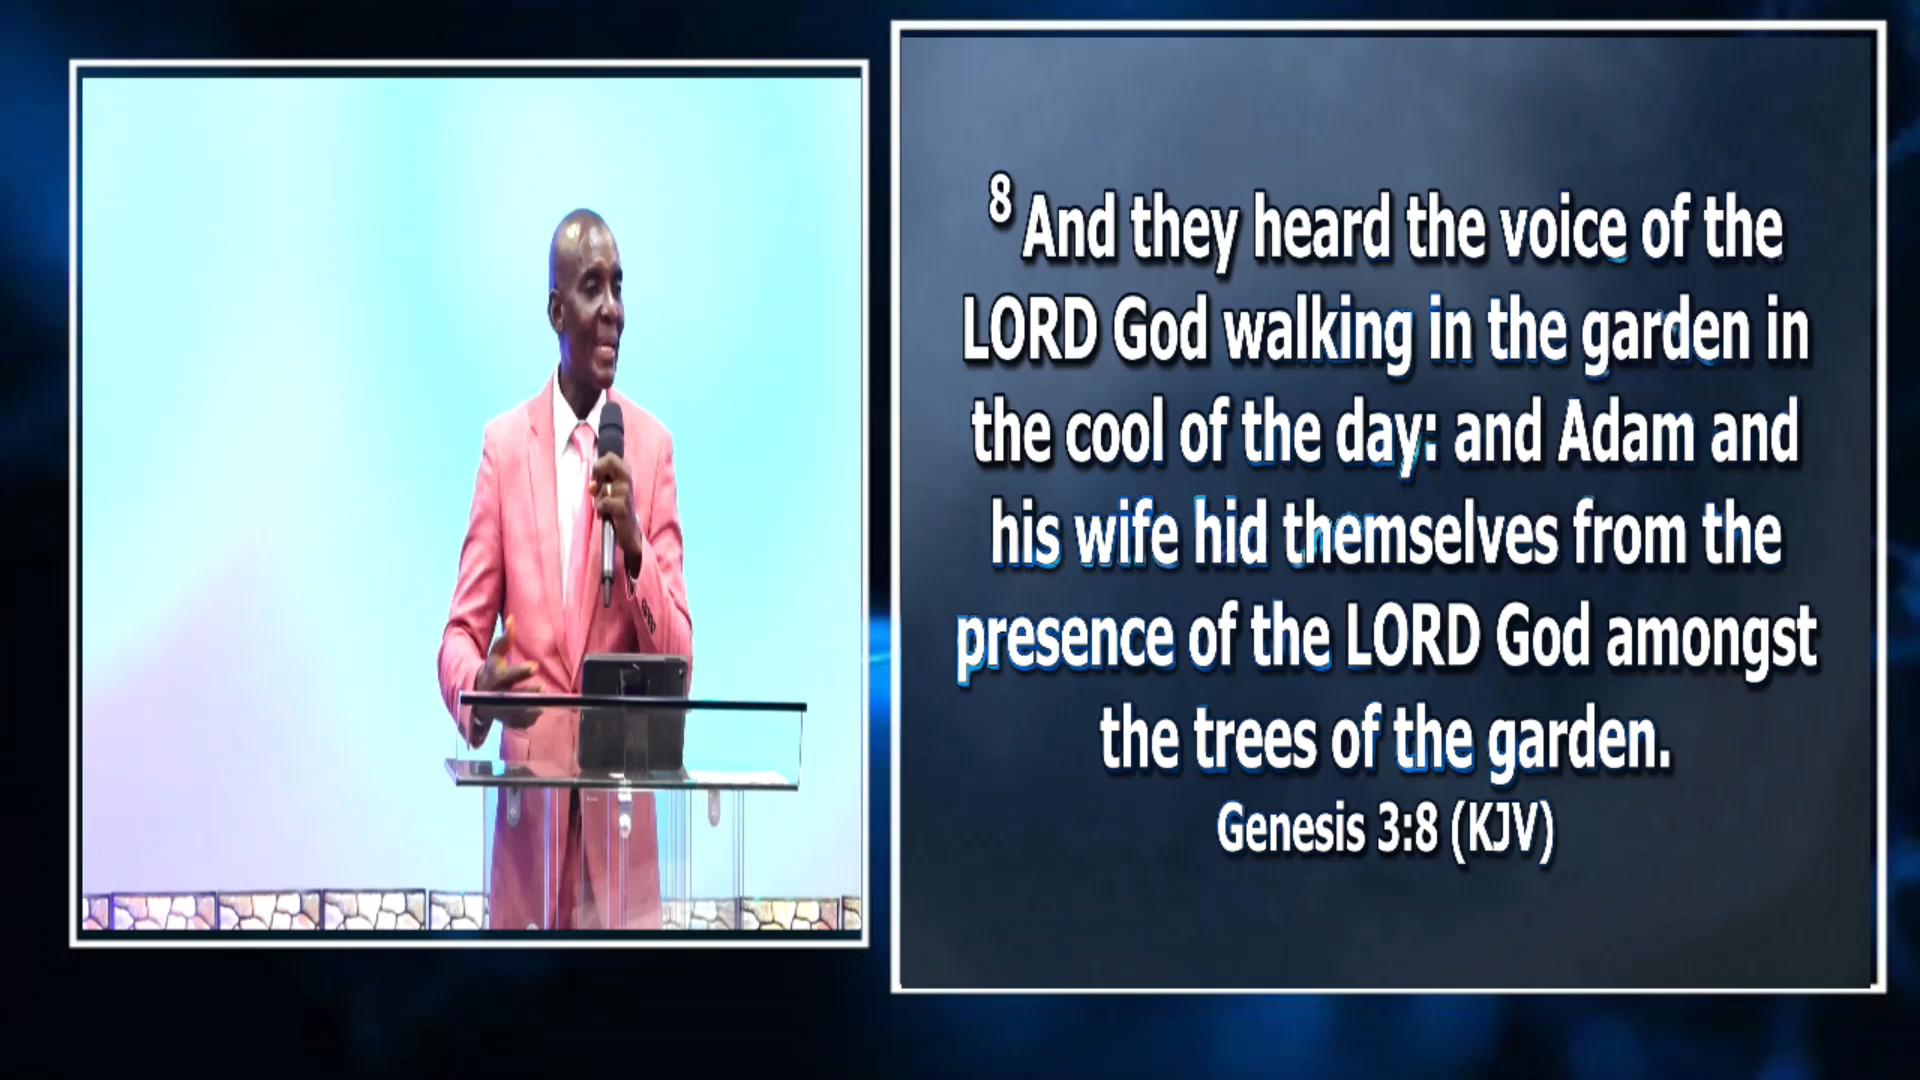 8 And they heard the voice of the
LORD God walking in the garden in
the cool of the day: and Adam and
his wife hid themselves from the
presence of the LORD God amongst
the trees of the garden.
Genesis 3:8 (KJV)